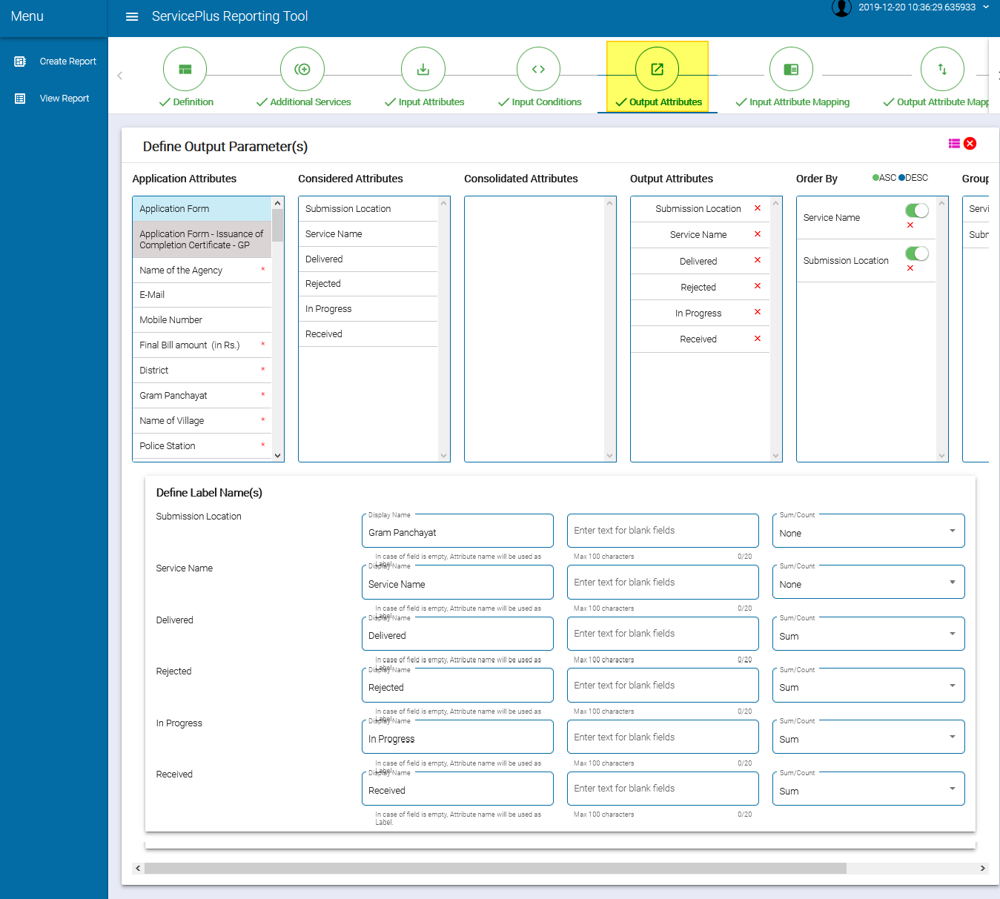 Menu
ServicePlus Reporting Tool
2019-12-20 10:36:29.635933
Create Report
View Report
Definition
Additional Services
Input Attributes
Input Conditions
Output Attributes
Input Attribute Mapping
Output Attribute Mapp
Define Output Parameter(s)
Application Attributes
Considered Attributes
Consolidated Attributes
Output Attributes
Order By
ASC DESC
Group
Application Form
Application Form - Issuance of
Completion Certificate - GP
Name of the Agency *
E-Mail
Mobile Number
Final Bill amount (in Rs.) *
District *
Gram Panchayat *
Name of Village *
Police Station *
Submission Location
Service Name
Delivered
Rejected
In Progress
Received
Submission Location
Service Name
Delivered
Rejected
In Progress
Received
Service Name
Submission Location
Servi
Subm
Define Label Name(s)
Submission Location
Display Name
Gram Panchayat
In case of field is empty, Attribute name will be used as
Label.
Enter text for blank fields
Max 100 characters 0/20
Sum/Count
None
Service Name
Display Name
Service Name
In case of field is empty, Attribute name will be used as
Label.
Enter text for blank fields
Max 100 characters 0/20
Sum/Count
None
Delivered
Display Name
Delivered
In case of field is empty, Attribute name will be used as
Label.
Enter text for blank fields
Max 100 characters 0/20
Sum/Count
Sum
Rejected
Display Name
Rejected
In case of field is empty, Attribute name will be used as
Label.
Enter text for blank fields
Max 100 characters 0/20
Sum/Count
Sum
In Progress
Display Name
In Progress
In case of field is empty, Attribute name will be used as
Label.
Enter text for blank fields
Max 100 characters 0/20
Sum/Count
Sum
Received
Display Name
Received
In case of field is empty, Attribute name will be used as
Label.
Enter text for blank fields
Max 100 characters 0/20
Sum/Count
Sum